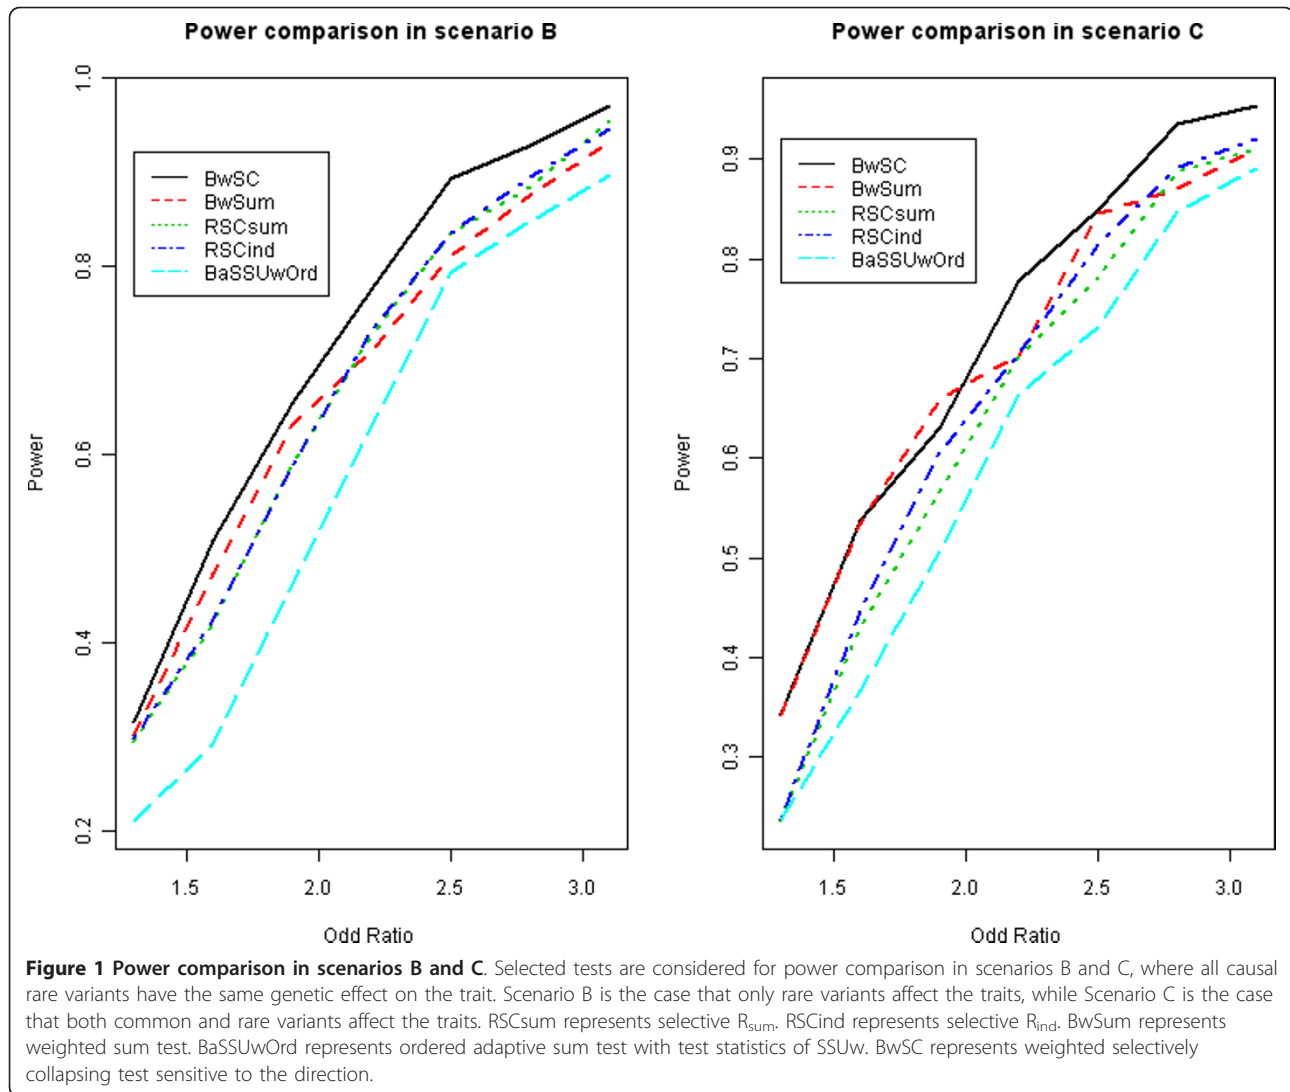 Power comparison in scenario B
1.0
0.8
0.6
0.4
0.2
Power
BwSC
BwSum
RSCsum
RSCind
BaSSUwOrd
1.5 2.0 2.5 3.0
Odd Ratio
Power comparison in scenario C
0.9
0.8
0.7
0.6
0.5
0.4
0.3
Power
BwSC
BwSum
RSCsum
RSCind
BaSSUwOrd
1.5 2.0 2.5 3.0
Odd Ratio
Figure 1 Power comparison in scenarios B and C. Selected tests are considered for power comparison in scenarios B and C, where all causal
rare variants have the same genetic effect on the trait. Scenario B is the case that only rare variants affect the traits, while Scenario C is the case
that both common and rare variants affect the traits. RSCsum represents selective Rsum. RSCind represents selective Rind. BwSum represents
weighted sum test. BaSSUwOrd represents ordered adaptive sum test with test statistics of SSUw. BwSC represents weighted selectively
collapsing test sensitive to the direction.